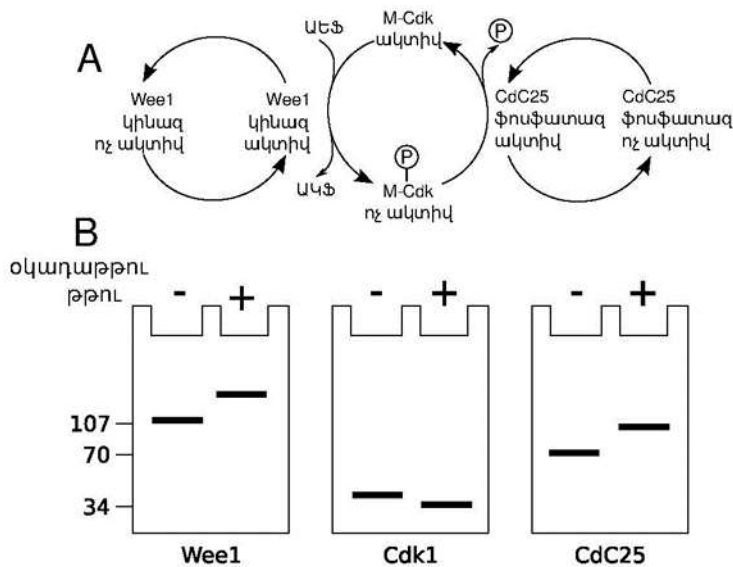 A
ԱԵՖ
M-Cdk
ակտիվ
P
Wee1
կինազ
ոչ ակտիվ
Wee1
կինազ
ակտիվ
CdC25
ֆոսֆատազ
ակտիվ
CdC25
ֆոսֆատազ
ոչ ակտիվ
P
ԱԿՖ
M-Cdk
ոչ ակտիվ
B
օկադաթթու
թթու
- +
- +
- +
107
70
34
Wee1
Cdk1
CdC25